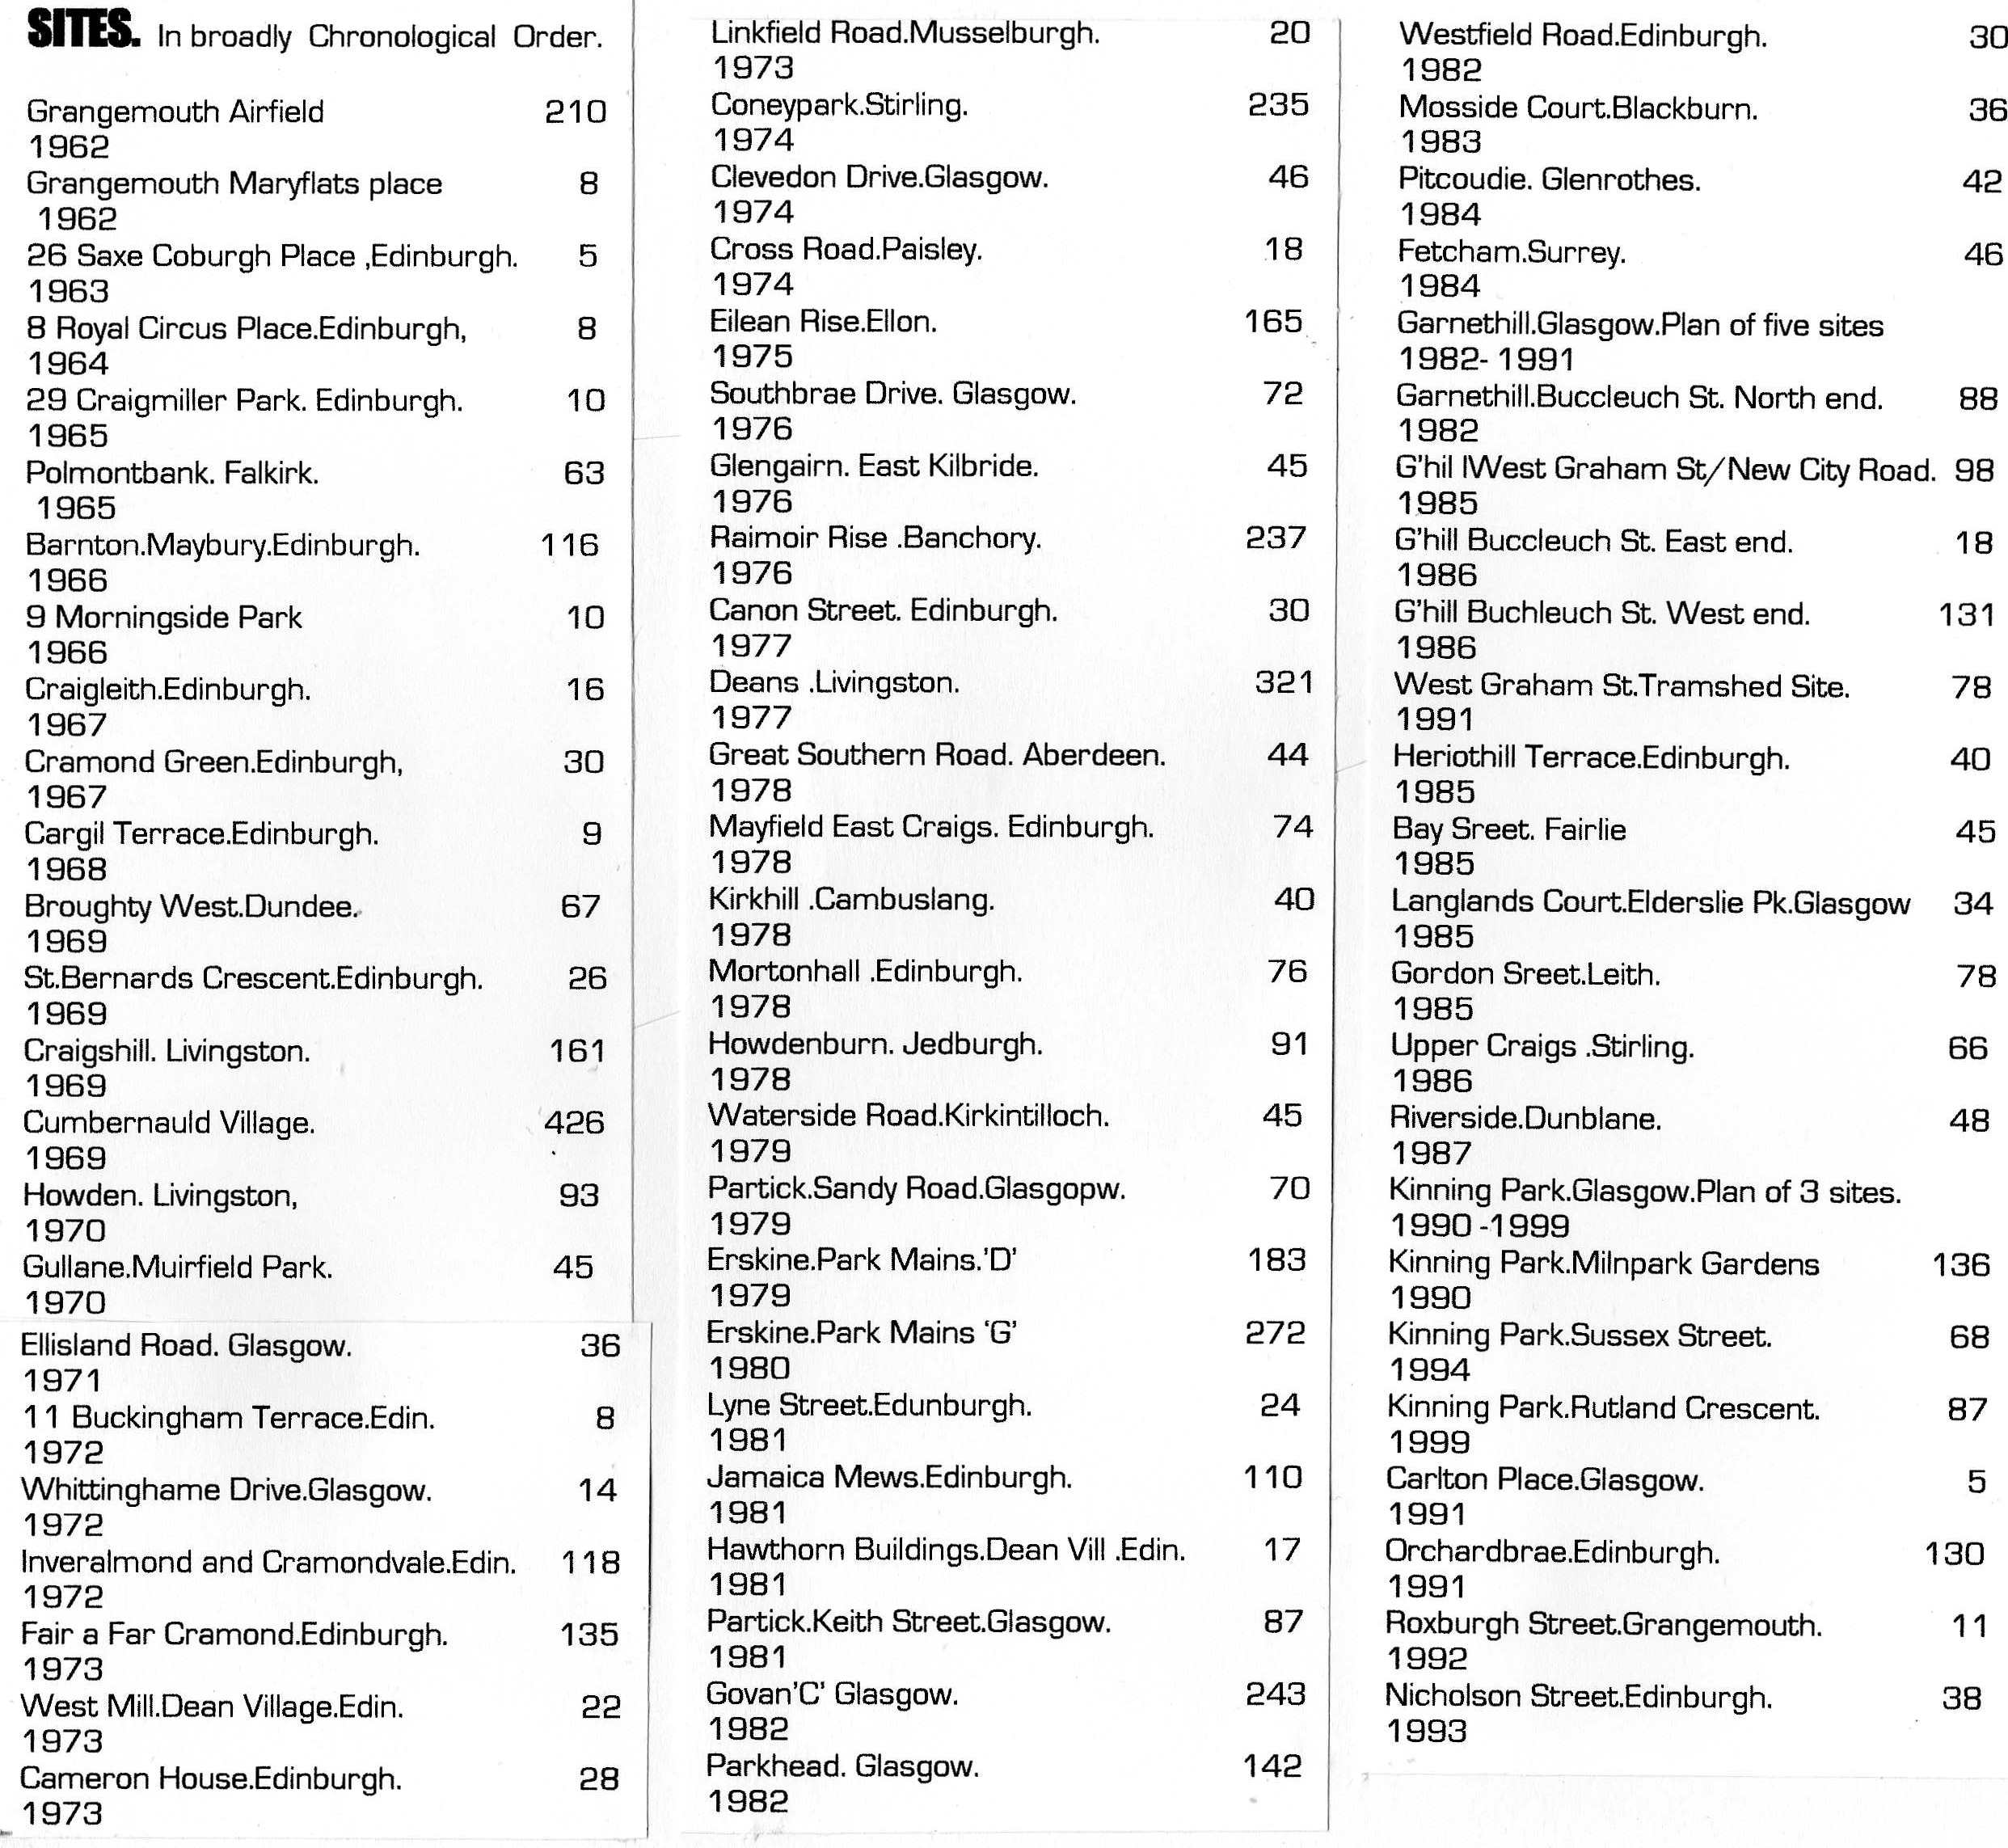 SITES. In broadly Chronological Order.
Grangemouth Airfield 210
1962
Grangemouth Maryflats place 8
1962
26 Saxe Coburgh Place ,Edinburgh. 5
1963
8 Royal Circus Place.Edinburgh, 8
1964
29 Craigmiller Park. Edinburgh. 10
1965
Polmontbank. Falkirk. 63
1965
Barnton.Maybury.Edinburgh. 116
1966
9 Morningside Park 10
1966
Craigleith.Edinburgh. 16
1967
Cramond Green.Edinburgh, 30
1967
Cargil Terrace.Edinburgh. 9
1968
Broughty West.Dundee. 67
1969
St.Bernards Crescent.Edinburgh. 26
1969
Craigshill. Livingston. 161
1969
Cumbernauld Village. 426
1969
Howden. Livingston, 93
1970
Gullane.Muirfield Park. 45
1970
Ellisland Road. Glasgow. 36
1971
11 Buckingham Terrace.Edin. 8
1972
Whittinghame Drive.Glasgow. 14
1972
Inveralmond and Cramondvale.Edin. 118
1972
Fair a Far Cramond.Edinburgh. 135
1973
West Mill.Dean Village.Edin. 22
1973
Cameron House.Edinburgh. 28
1973
Linkfield Road.Musselburgh. 20
1973
Coneypark.Stirling. 235
1974
Clevedon Drive.Glasgow. 46
1974
Cross Road.Paisley. 18
1974
Eilean Rise.Ellon. 165
1975
Southbrae Drive. Glasgow. 72
1976
Glengairn. East Kilbride. 45
1976
Raimoir Rise .Banchory. 237
1976
Canon Street. Edinburgh. 30
1977
Deans .Livingston. 321
1977
Great Southern Road. Aberdeen. 44
1978
Mayfield East Craigs. Edinburgh. 74
1978
Kirkhill .Cambuslang. 40
1978
Mortonhall .Edinburgh. 76
1978
Howdenburn. Jedburgh. 91
1978
Waterside Road.Kirkintilloch. 45
1979
Partick.Sandy Road.Glasgopw. 70
1979
Erskine.Park Mains.'D' 183
1979
Erskine.Park Mains 'G' 272
1980
Lyne Street.Edunburgh. 24
1981
Jamaica Mews.Edinburgh. 110
1981
Hawthorn Buildings.Dean Vill .Edin. 17
1981
Partick.Keith Street.Glasgow. 87
1981
Govan'C' Glasgow. 243
1982
Parkhead. Glasgow. 142
1982
Westfield Road.Edinburgh. 30
1982
Mosside Court.Blackburn. 36
1983
Pitcoudie. Glenrothes. 42
1984
Fetcham.Surrey. 46
1984
Garnethill.Glasgow.Plan of five sites
1982- 1991
Garnethill.Buccleuch St. North end. 88
1982
G'hil lWest Graham St/New City Road. 98
1985
G'hill Buccleuch St. East end. 18
1986
G'hill Buchleuch St. West end. 131
1986
West Graham St.Tramshed Site. 78
1991
Heriothill Terrace.Edinburgh. 40
1985
Bay Sreet. Fairlie 45
1985
Langlands Court.Elderslie Pk.Glasgow 34
1985
Gordon Sreet.Leith. 78
1985
Upper Craigs .Stirling. 66
1986
Riverside.Dunblane. 48
1987
Kinning Park.Glasgow.Plan of 3 sites.
1990 -1999
Kinning Park.Milnpark Gardens 136
1990
Kinning Park.Sussex Street. 68
1994
Kinning Park.Rutland Crescent. 87
1999
Carlton Place.Glasgow. 5
1991
Orchardbrae.Edinburgh. 130
1991
Roxburgh Street.Grangemouth. 11
1992
Nicholson Street.Edinburgh. 38
1993